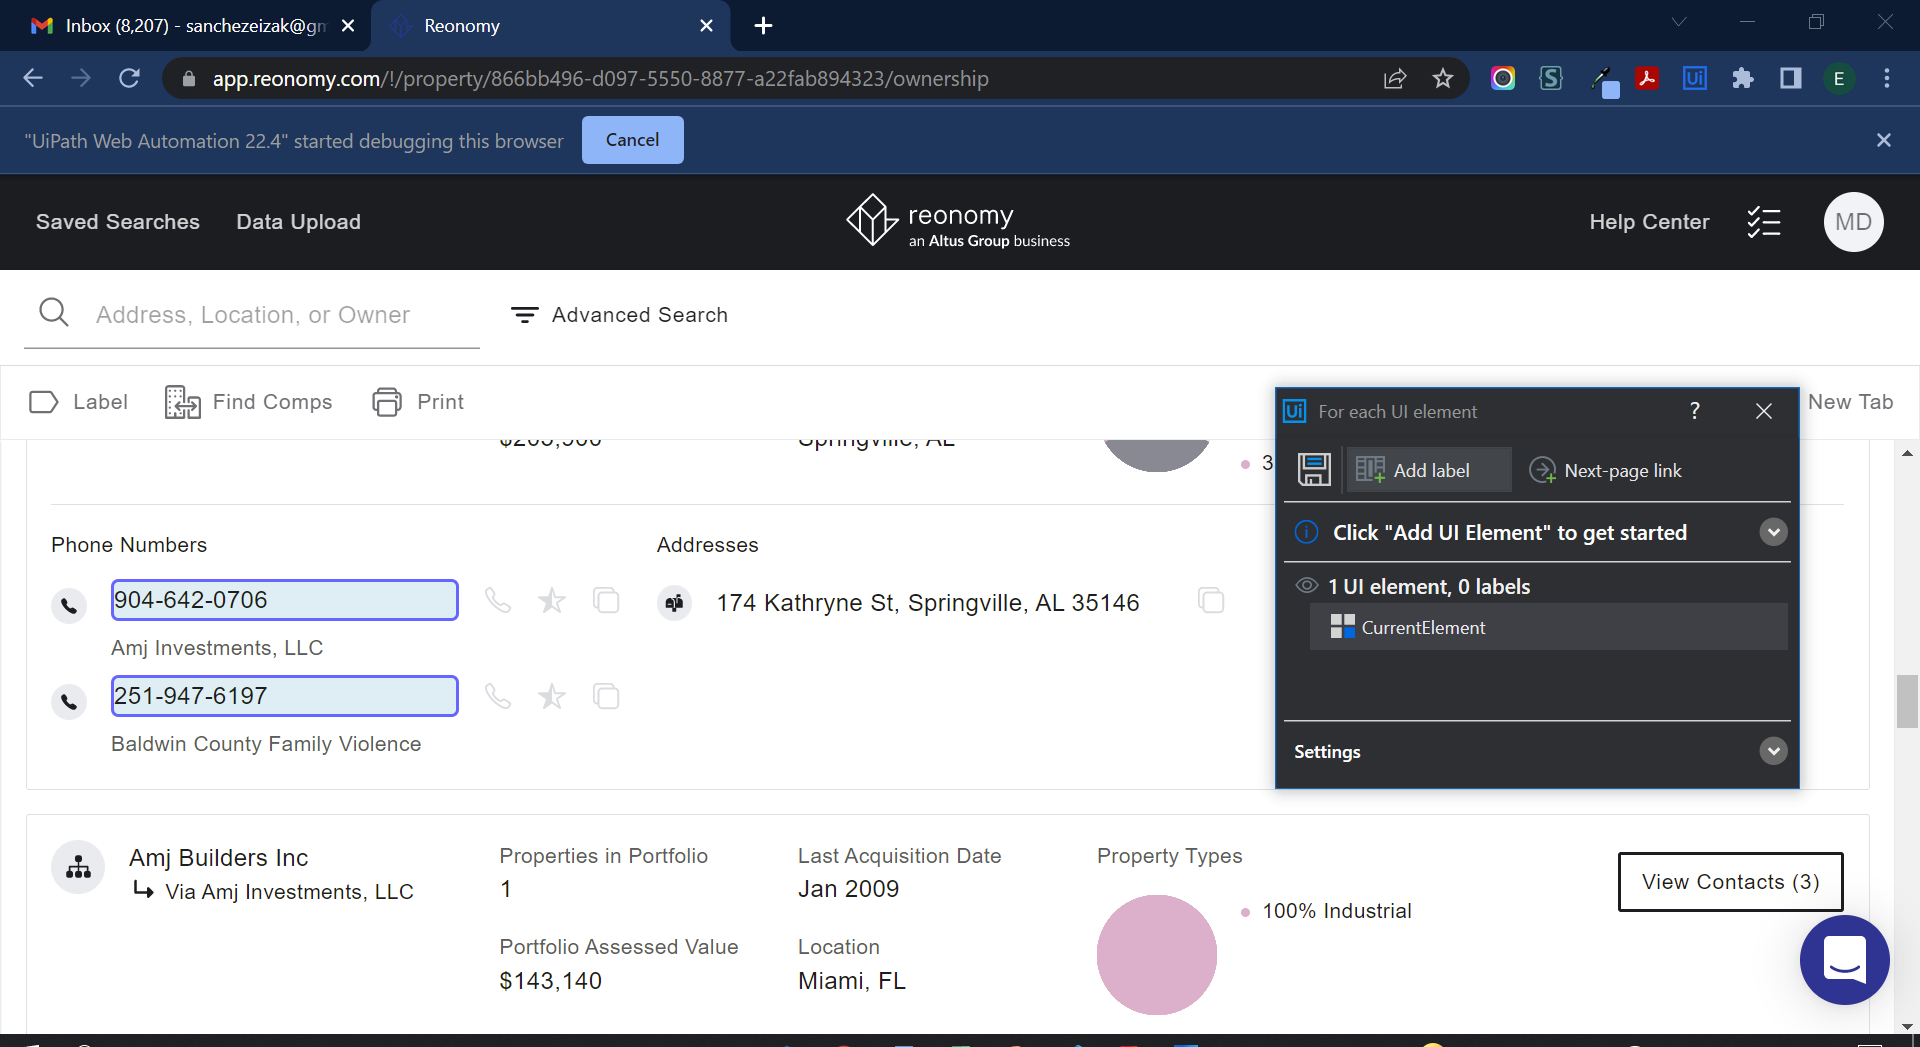 Inbox (8,207) - sanchezeizak@gm
Reonomy
app.reonomy.com/!/property/866bb496-d097-5550-8877-a22fab894323/ownership
E
"UiPath Web Automation 22.4" started debugging this browser
Cancel
Saved Searches
Data Upload
reonomy
an Altus Group business
Help Center
MD
Address, Location, or Owner
Advanced Search
Label
Find Comps
Print
New Tab
Springville, AL
3
Phone Numbers
Addresses
904-642-0706
Amj Investments, LLC
174 Kathryne St, Springville, AL 35146
251-947-6197
Baldwin County Family Violence
Ui
For each UI element
?
Add label
Next-page link
Click "Add UI Element" to get started
1 UI element, 0 labels
CurrentElement
Settings
Amj Builders Inc
Via Amj Investments, LLC
Properties in Portfolio
1
Last Acquisition Date
Jan 2009
Property Types
100% Industrial
View Contacts (3)
Portfolio Assessed Value
$143,140
Location
Miami, FL